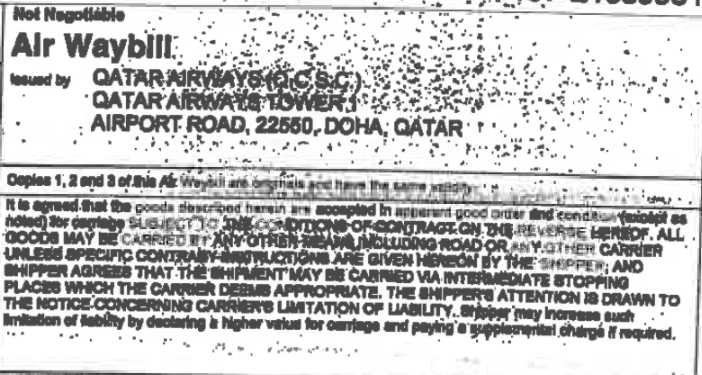 Not Negotiable
Air Waybill
Issued by QATAR AIRWAYS (Q.C.S.C.)
QATAR AIRWAYS TOWER 1
AIRPORT ROAD, 22550, DOHA, QATAR
Copies 1, 2 and 3 of this Air Waybill are originals and have the same validity
It is agreed that the goods described herein are accepted in apparent good order and condition (except as
noted) for carriage SUBJECT TO THE CONDITIONS OF CONTRACT ON THE REVERSE HEREOF. ALL
GOODS MAY BE CARRIED BY ANY OTHER MEANS, INCLUDING ROAD OR ANY OTHER CARRIER
UNLESS SPECIFIC CONTRARY INSTRUCTIONS ARE GIVEN HEREON BY THE SHIPPER, AND
SHIPPER AGREES THAT THE SHIPMENT MAY BE CARRIED VIA INTERMEDIATE STOPPING
PLACES WHICH THE CARRIER DEEMS APPROPRIATE. THE SHIPPER'S ATTENTION IS DRAWN TO
THE NOTICE CONCERNING CARRIER'S LIMITATION OF LIABILITY. Shipper may increase such
limitation of liability by declaring a higher value for carriage and paying a supplemental charge if required.